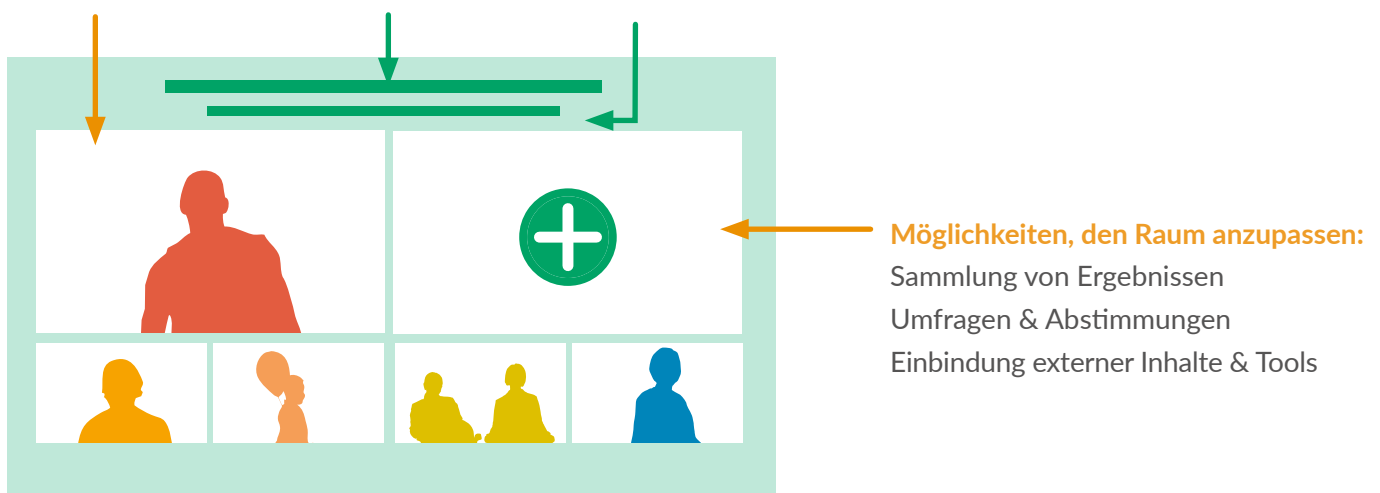 Möglichkeiten, den Raum anzupassen:
Sammlung von Ergebnissen
Umfragen & Abstimmungen
Einbindung externer Inhalte & Tools